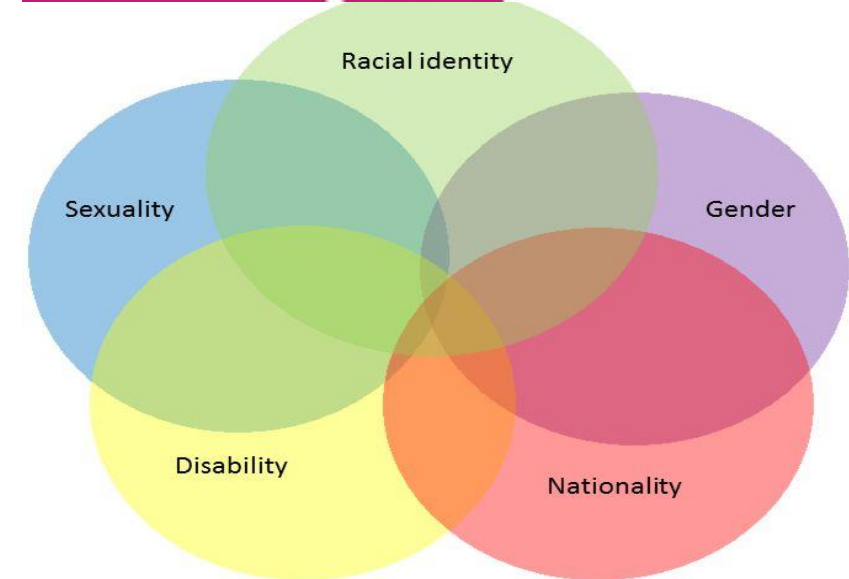 Racial identity
Sexuality
Gender
Disability
Nationality